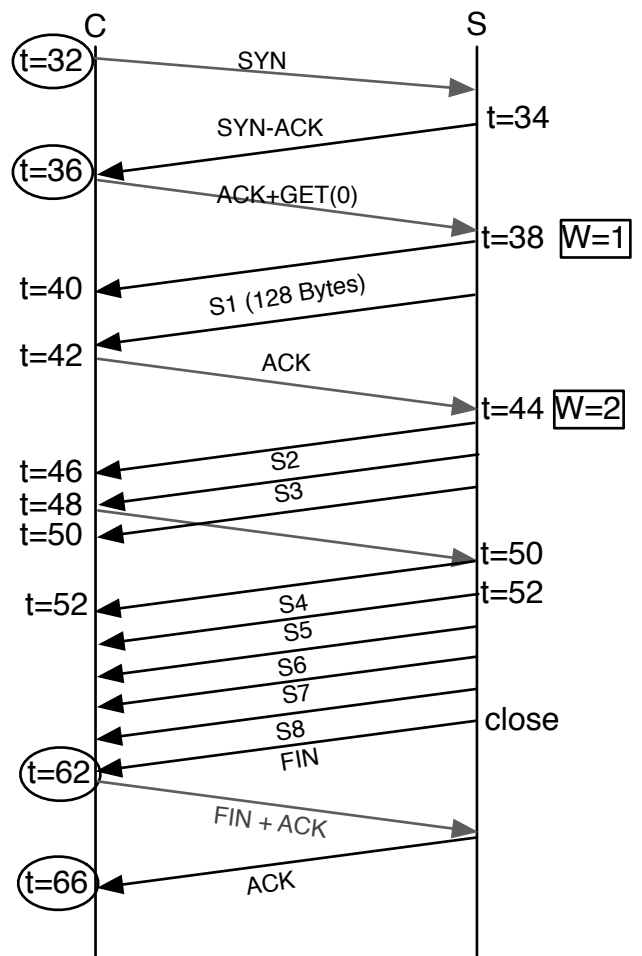 C S
t=32 SYN
SYN-ACK t=34
t=36
ACK+GET(0)
t=38 W=1
t=40
S1 (128 Bytes)
t=42 ACK
t=44 W=2
t=46 S2
t=48 S3
t=50
t=50
t=52 S4 t=52
S5
S6
S7
S8 close
FIN
t=62
FIN + ACK
t=66 ACK